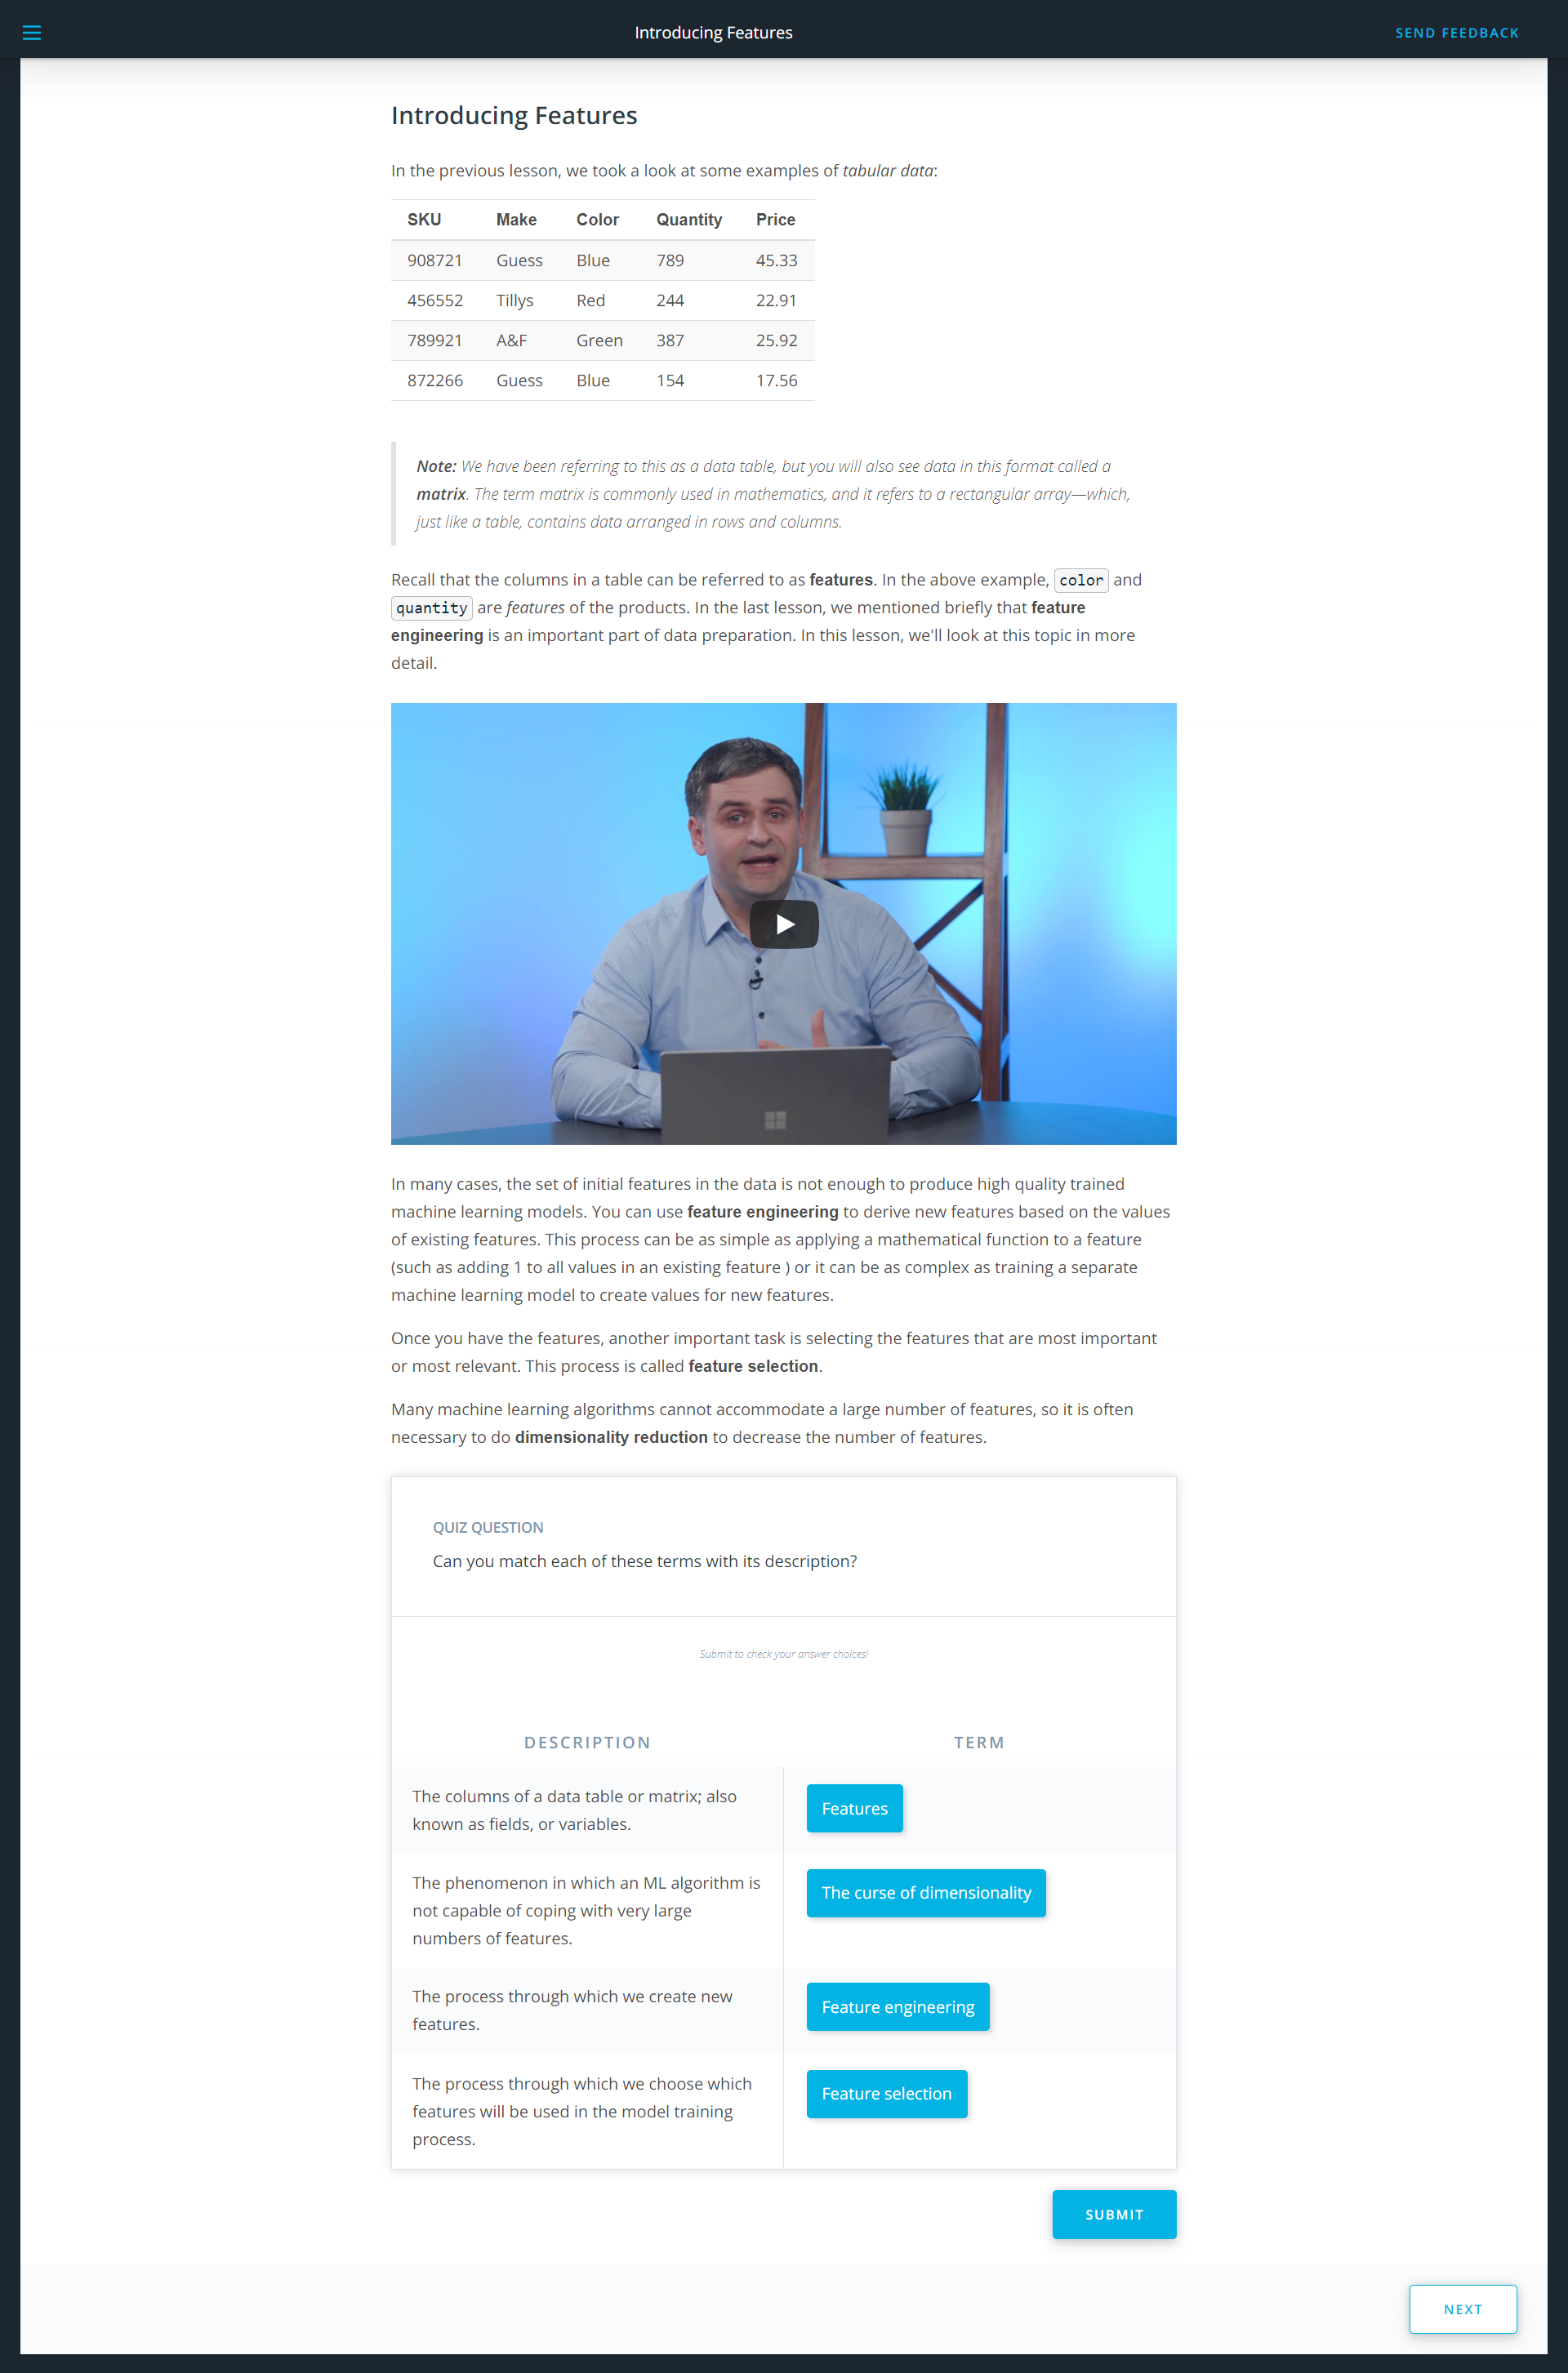 Introducing Features
SEND FEEDBACK
Introducing Features
In the previous lesson, we took a look at some examples of tabular data:
SKU Make Color Quantity Price
908721 Guess Blue 789 45.33
456552 Tillys Red 244 22.91
789921 A&F Green 387 25.92
872266 Guess Blue 154 17.56
Note: We have been referring to this as a data table, but you will also see data in this format called a
matrix. The term matrix is commonly used in mathematics, and it refers to a rectangular array—which,
just like a table, contains data arranged in rows and columns.
Recall that the columns in a table can be referred to as features. In the above example, color and
quantity are features of the products. In the last lesson, we mentioned briefly that feature
engineering is an important part of data preparation. In this lesson, we'll look at this topic in more
detail.
In many cases, the set of initial features in the data is not enough to produce high quality trained
machine learning models. You can use feature engineering to derive new features based on the values
of existing features. This process can be as simple as applying a mathematical function to a feature
(such as adding 1 to all values in an existing feature ) or it can be as complex as training a separate
machine learning model to create values for new features.
Once you have the features, another important task is selecting the features that are most important
or most relevant. This process is called feature selection.
Many machine learning algorithms cannot accommodate a large number of features, so it is often
necessary to do dimensionality reduction to decrease the number of features.
QUIZ QUESTION
Can you match each of these terms with its description?
Submit to check your answer choices!
DESCRIPTION TERM
The columns of a data table or matrix; also
known as fields, or variables.
Features
The phenomenon in which an ML algorithm is
not capable of coping with very large
numbers of features.
The curse of dimensionality
The process through which we create new
features.
Feature engineering
The process through which we choose which
features will be used in the model training
process.
Feature selection
SUBMIT
NEXT